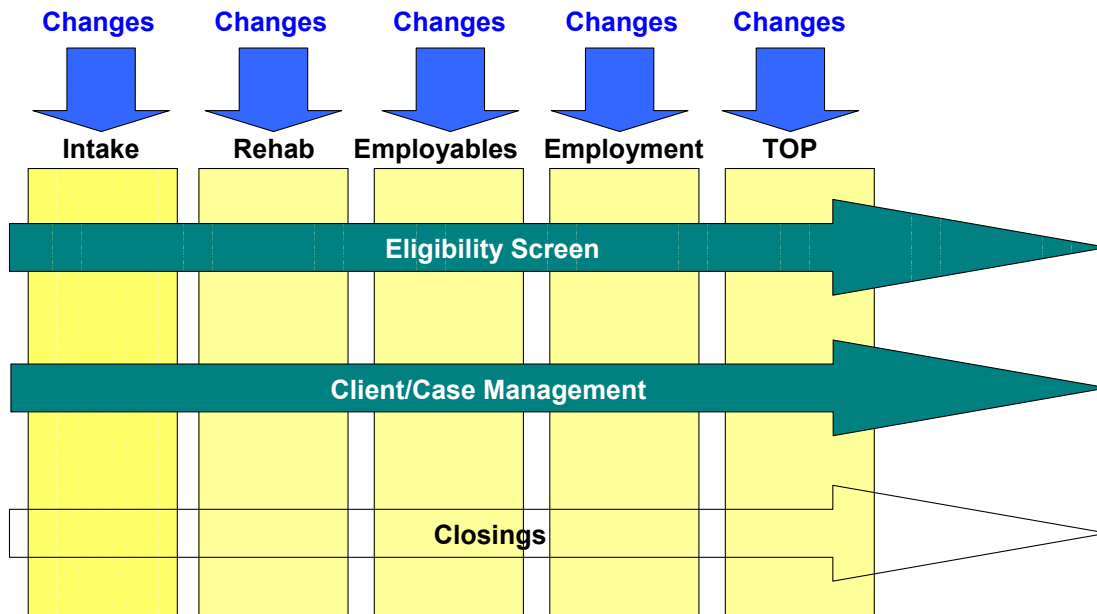 Changes Changes Changes Changes Changes
Intake Rehab Employables Employment TOP
Eligibility Screen
Client/Case Management
Closings